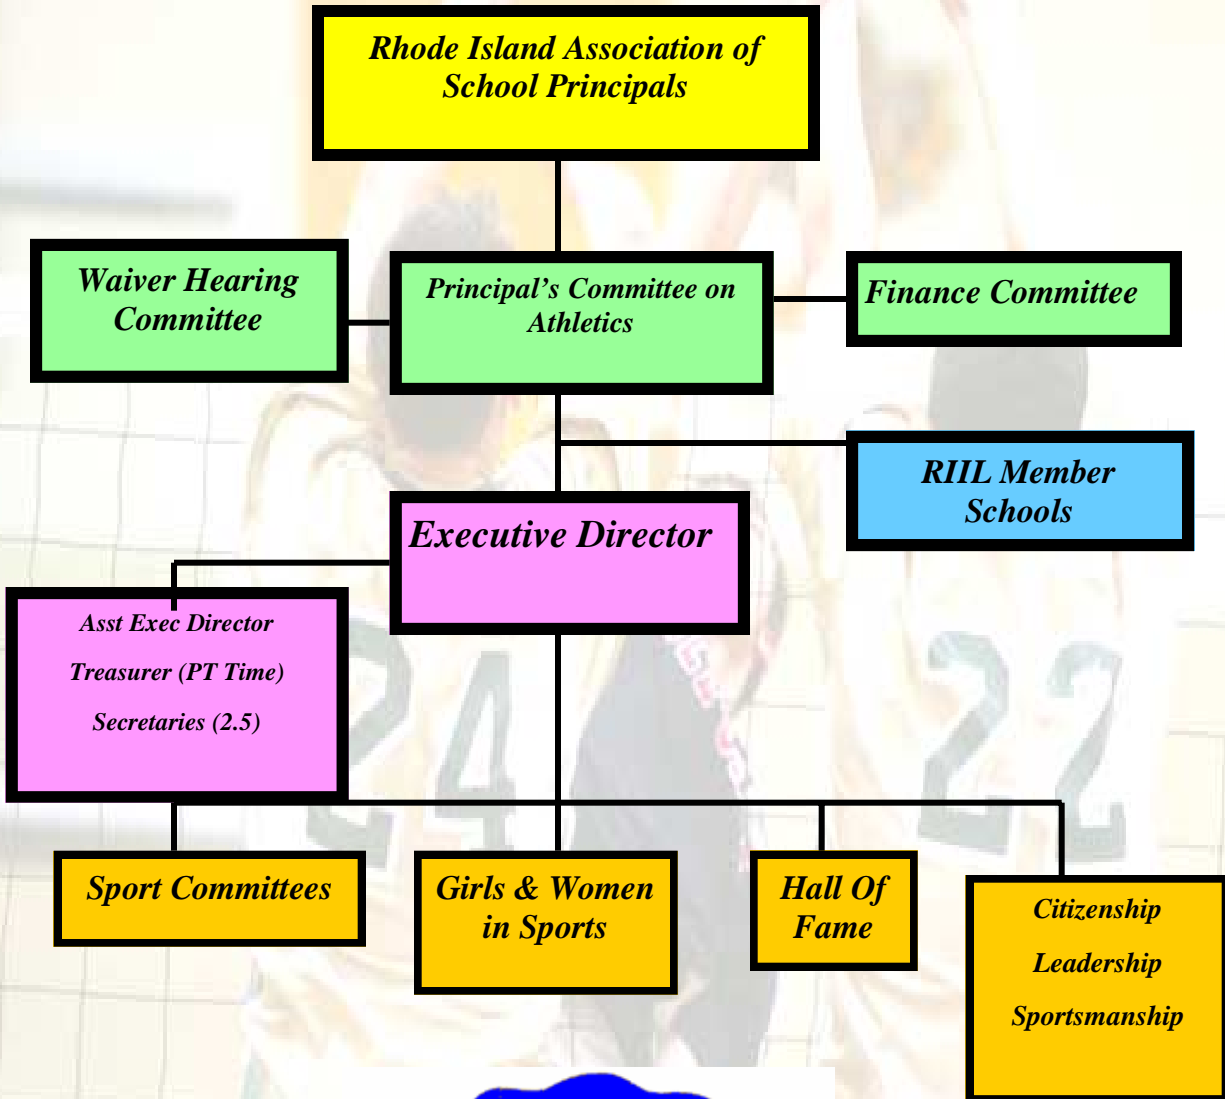 Rhode Island Association of
School Principals
Waiver Hearing
Committee
Principal's Committee on
Athletics
Finance Committee
RIIL Member
Schools
Executive Director
Asst Exec Director
Treasurer (PT Time)
Secretaries (2.5)
24
22
Sport Committees
Girls & Women
in Sports
Hall Of
Fame
Citizenship
Leadership
Sportsmanship